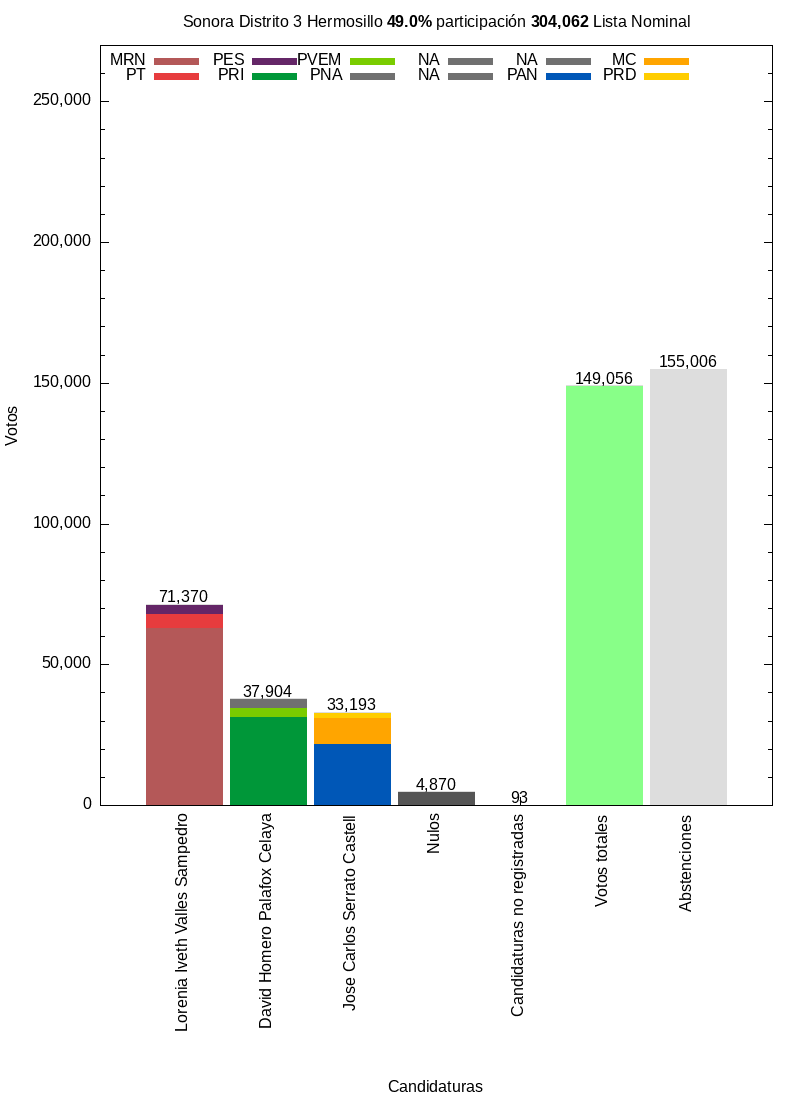 Sonora Distrito 3 Hermosillo 49.0% participación 304,062 Lista Nominal
MRN PES PVEM NA NA MC
PT PRI PNA NA PAN PRD
250,000
200,000
150,000
100,000
50,000
0
Votos
71,370
37,904
33,193
4,870
93
149,056
155,006
Lorenia Iveth Valles Sampedro
David Homero Palafox Celaya
Jose Carlos Serrato Castell
Nulos
Candidaturas no registradas
Votos totales
Abstenciones
Candidaturas